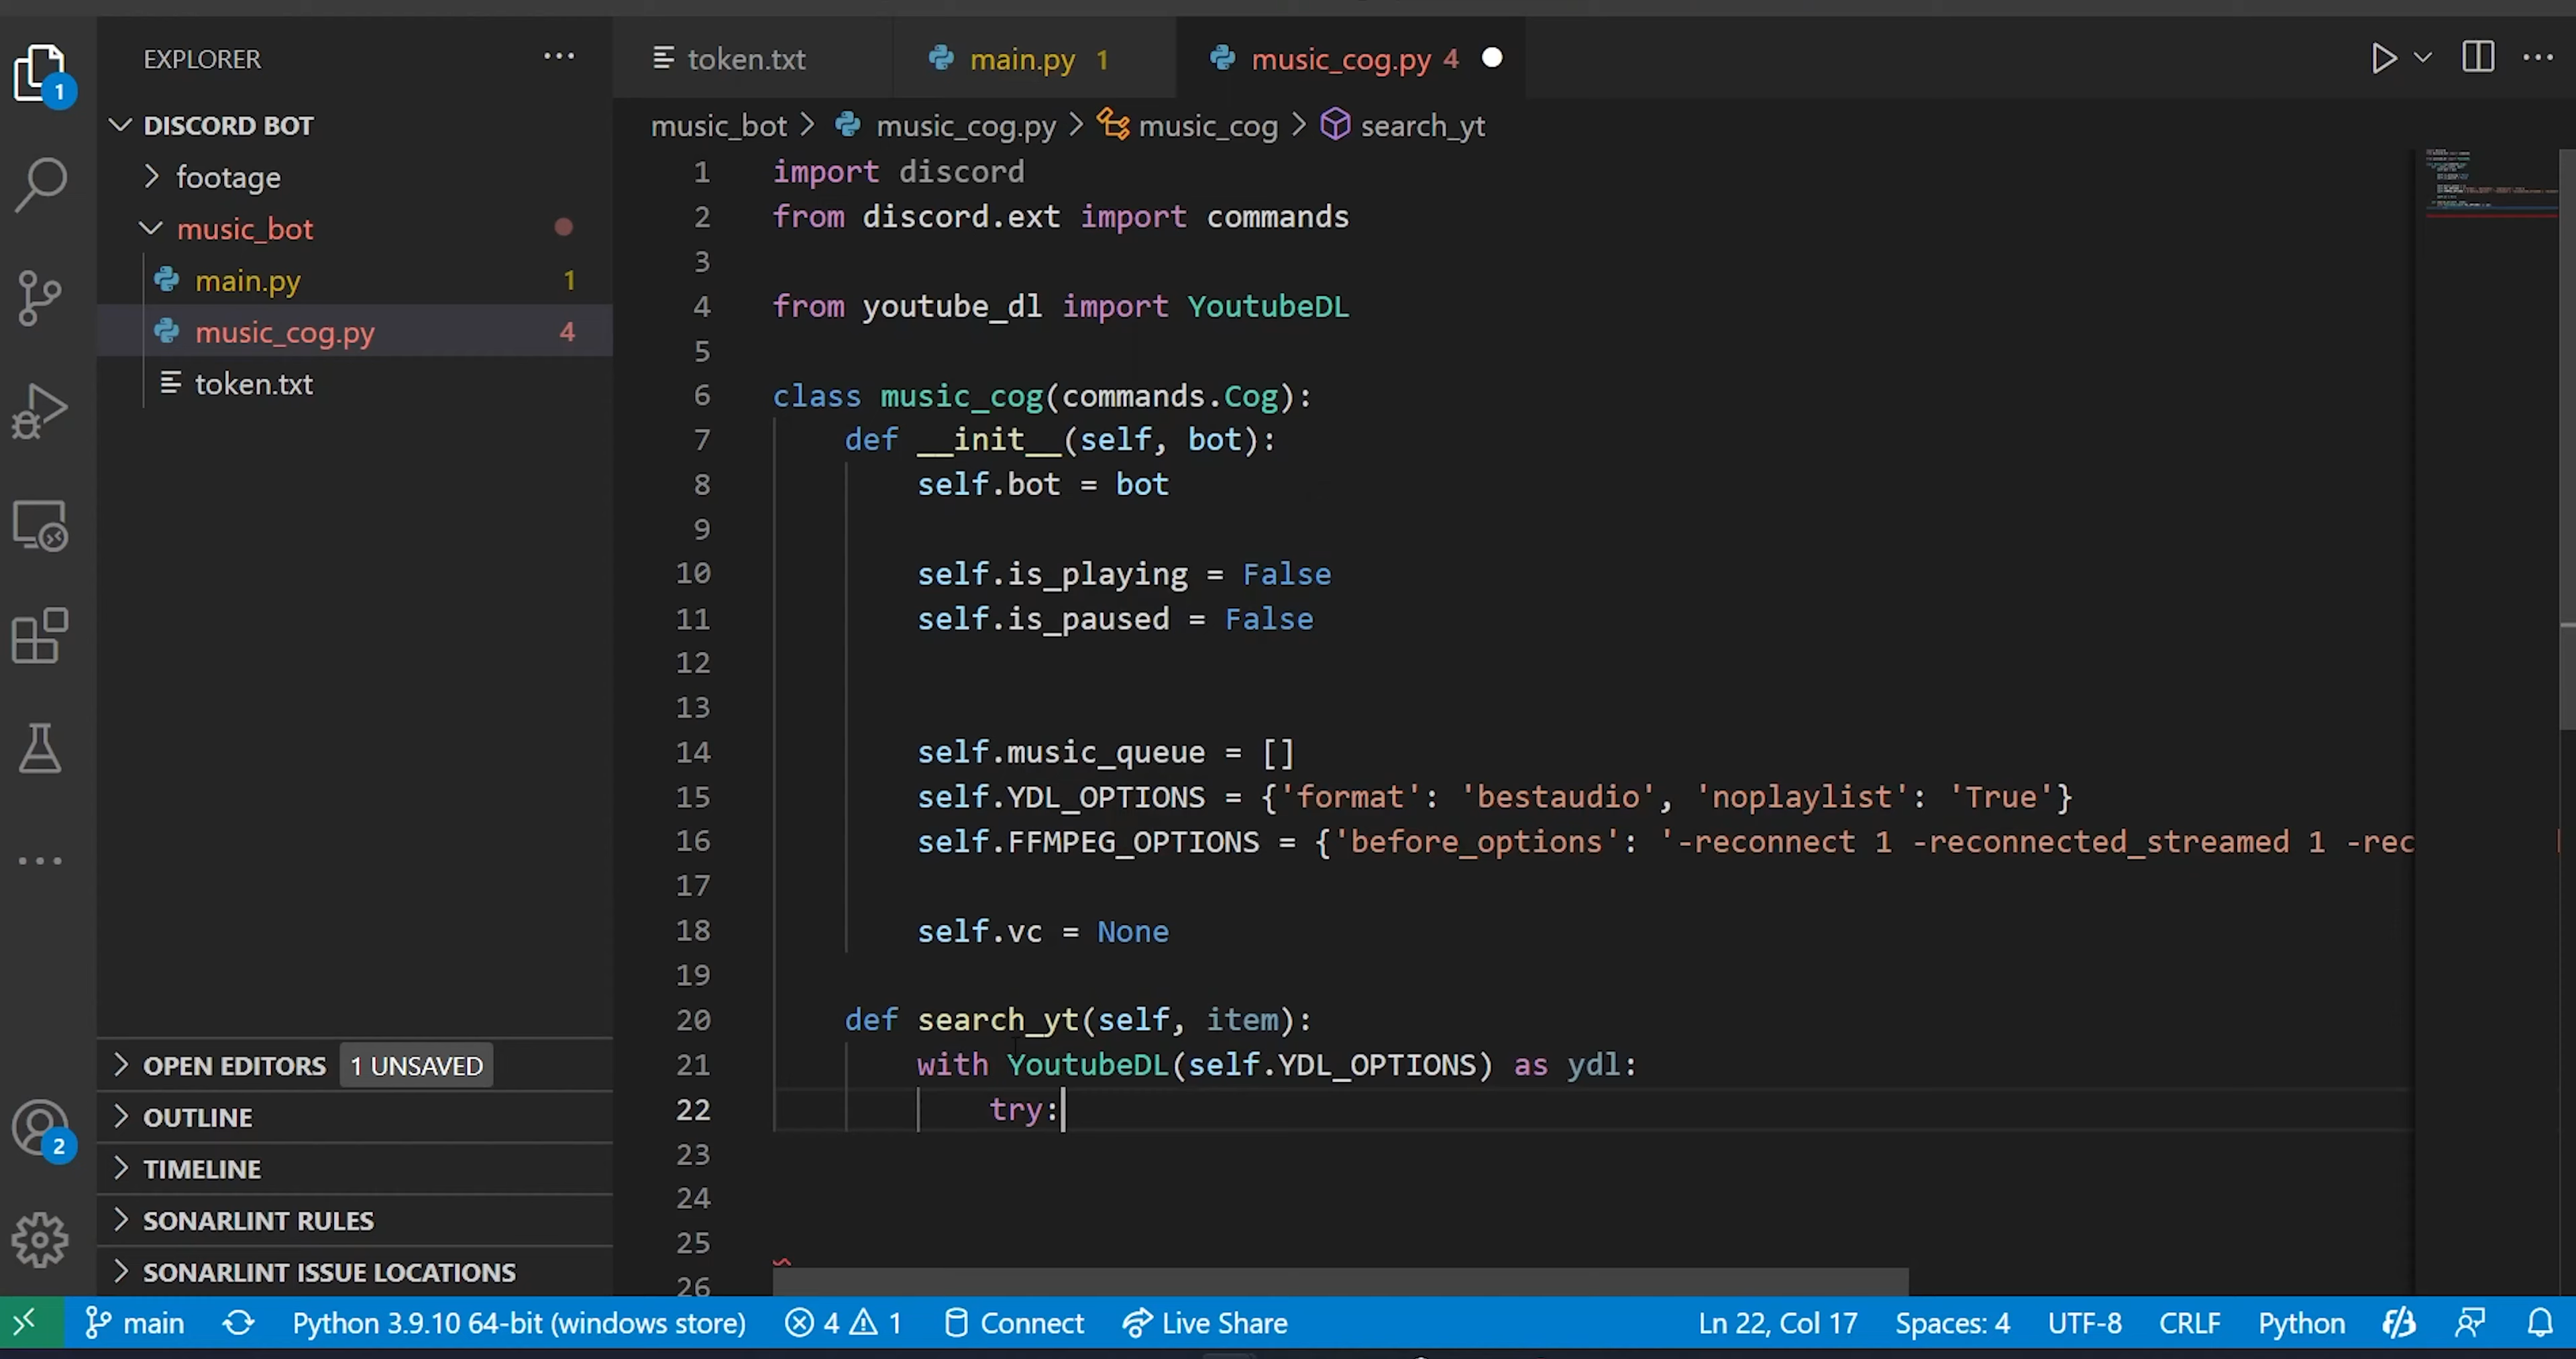 EXPLORER ···
token.txt
main.py 1
music_cog.py 4
1
DISCORD BOT
footage
music_bot
main.py 1
music_cog.py 4
token.txt
music_bot > music_cog.py > music_cog > search_yt
1 import discord
2 from discord.ext import commands
3
4 from youtube_dl import YoutubeDL
5
6 class music_cog(commands.Cog):
7 def __init__(self, bot):
8 self.bot = bot
9
10 self.is_playing = False
11 self.is_paused = False
12
13
14 self.music_queue = []
15 self.YDL_OPTIONS = {'format': 'bestaudio', 'noplaylist': 'True'}
16 self.FFMPEG_OPTIONS = {'before_options': '-reconnect 1 -reconnected_streamed 1 -rec
17
18 self.vc = None
19
20 def search_yt(self, item):
21 with YoutubeDL(self.YDL_OPTIONS) as ydl:
22 try:
23
24
25
26
OPEN EDITORS 1 UNSAVED
OUTLINE
TIMELINE
SONARLINT RULES
SONARLINT ISSUE LOCATIONS
2
main Python 3.9.10 64-bit (windows store) 4 1 Connect Live Share Ln 22, Col 17 Spaces: 4 UTF-8 CRLF Python